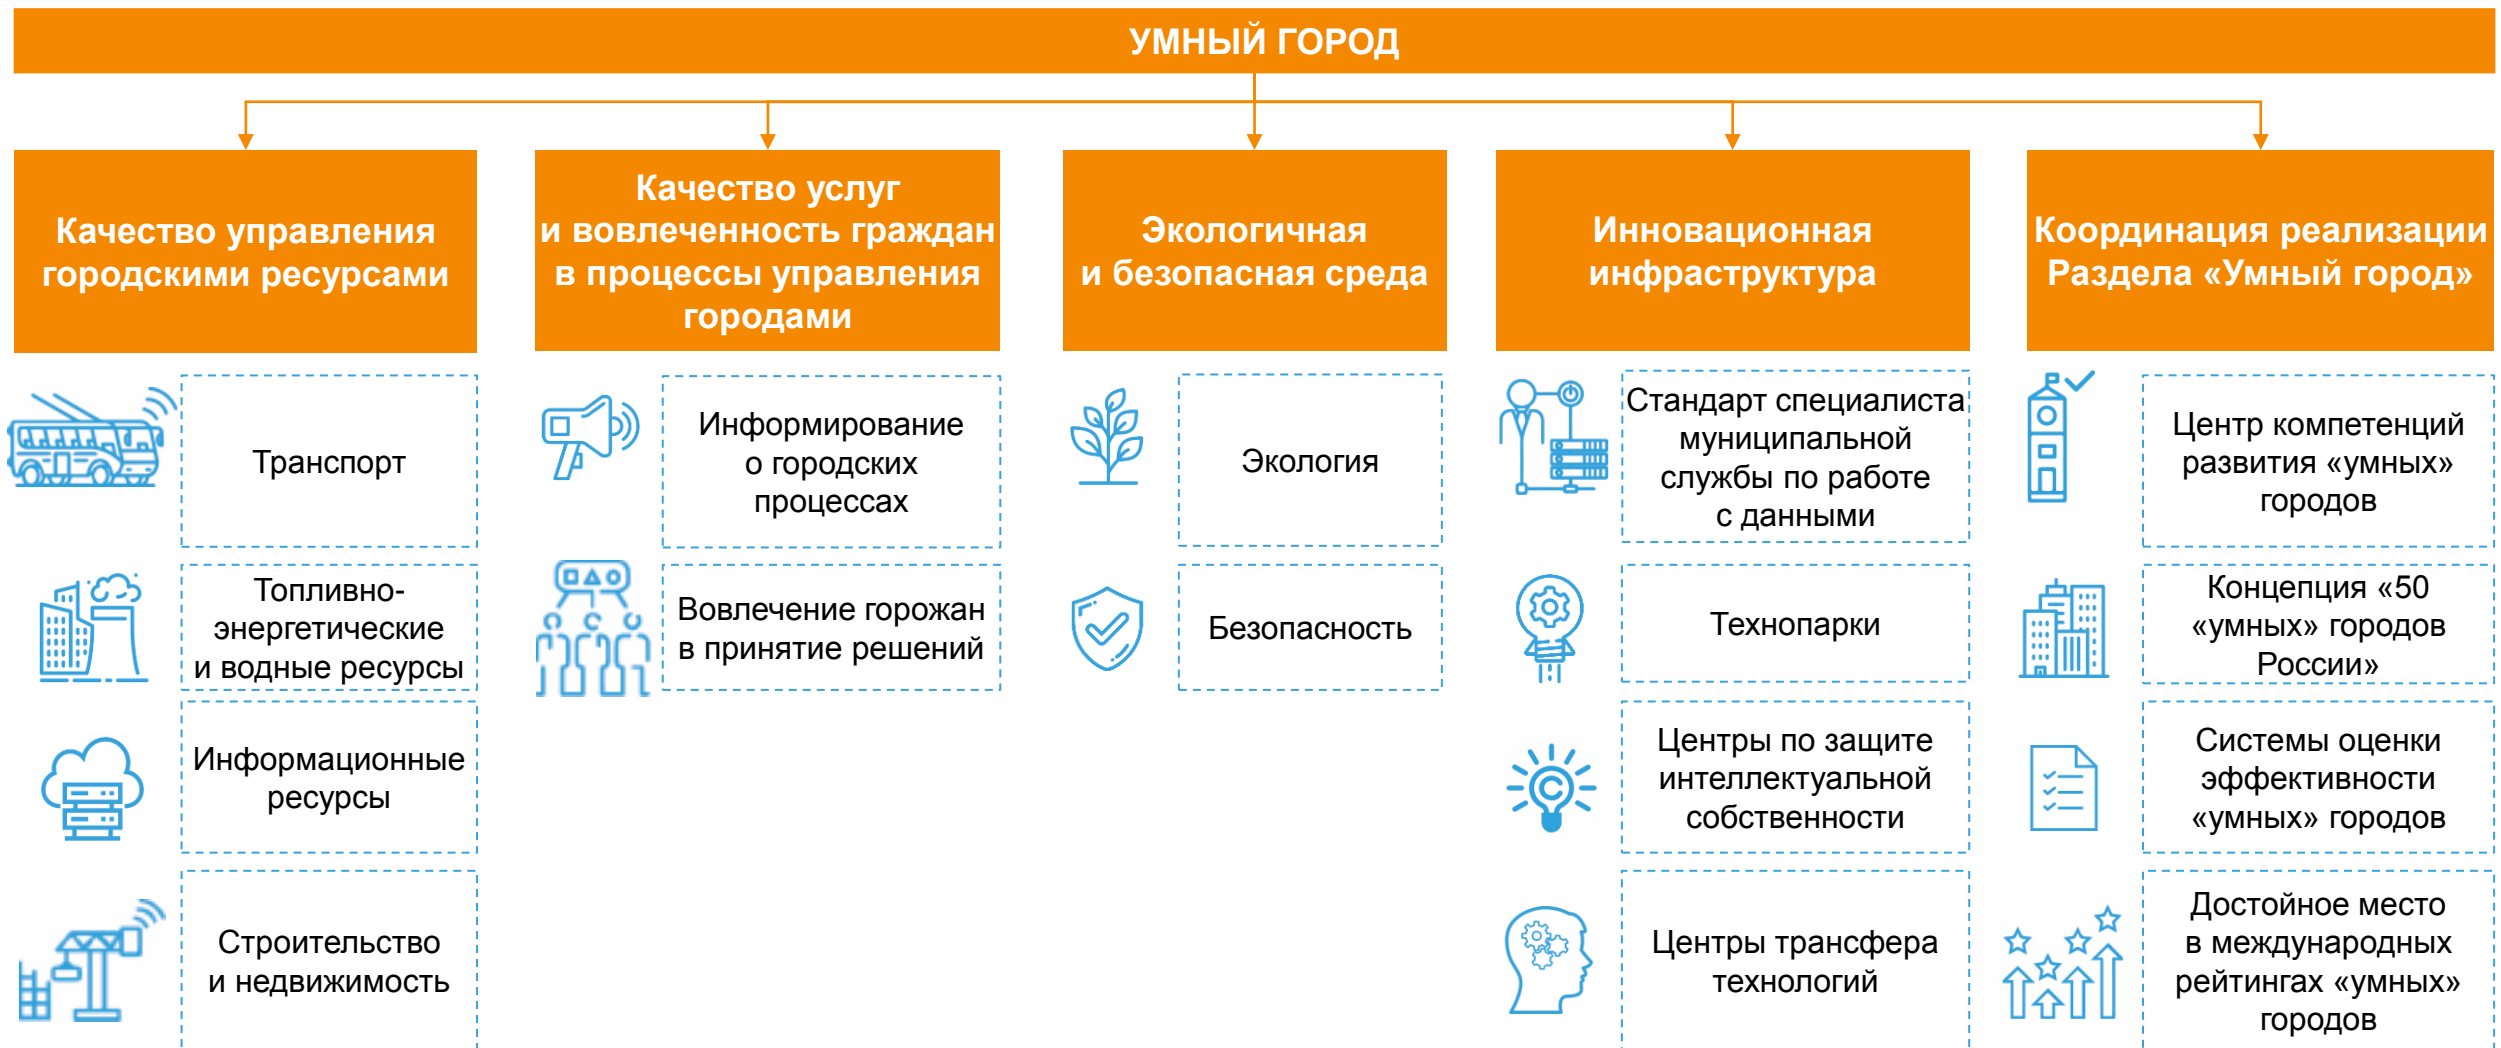 УМНЫЙ ГОРОД
Качество управления
городскими ресурсами
Транспорт
Топливно-
энергетические
и водные ресурсы
Информационные
ресурсы
Строительство
и недвижимость
Качество услуг
и вовлеченность граждан
в процессы управления
городами
Информирование
о городских
процессах
Вовлечение горожан
в принятие решений
Экологичная
и безопасная среда
Экология
Безопасность
Инновационная
инфраструктура
Стандарт специалиста
муниципальной
службы по работе
с данными
Технопарки
Центры по защите
интеллектуальной
собственности
Центры трансфера
технологий
Координация реализации
Раздела «Умный город»
Центр компетенций
развития «умных»
городов
Концепция «50
«умных» городов
России»
Системы оценки
эффективности
«умных» городов
Достойное место
в международных
рейтингах «умных»
городов